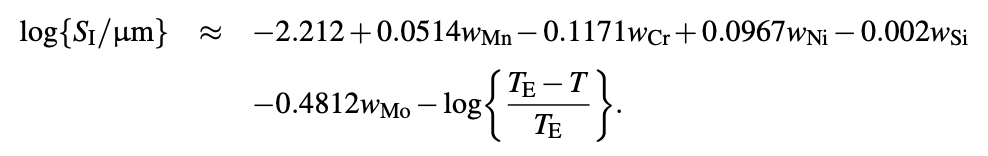 log{S_I/μm} ≈ −2.212 + 0.0514w_Mn − 0.1171w_Cr + 0.0967w_Ni − 0.002w_Si
−0.4812w_Mo − log{(T_E − T)/T_E}.